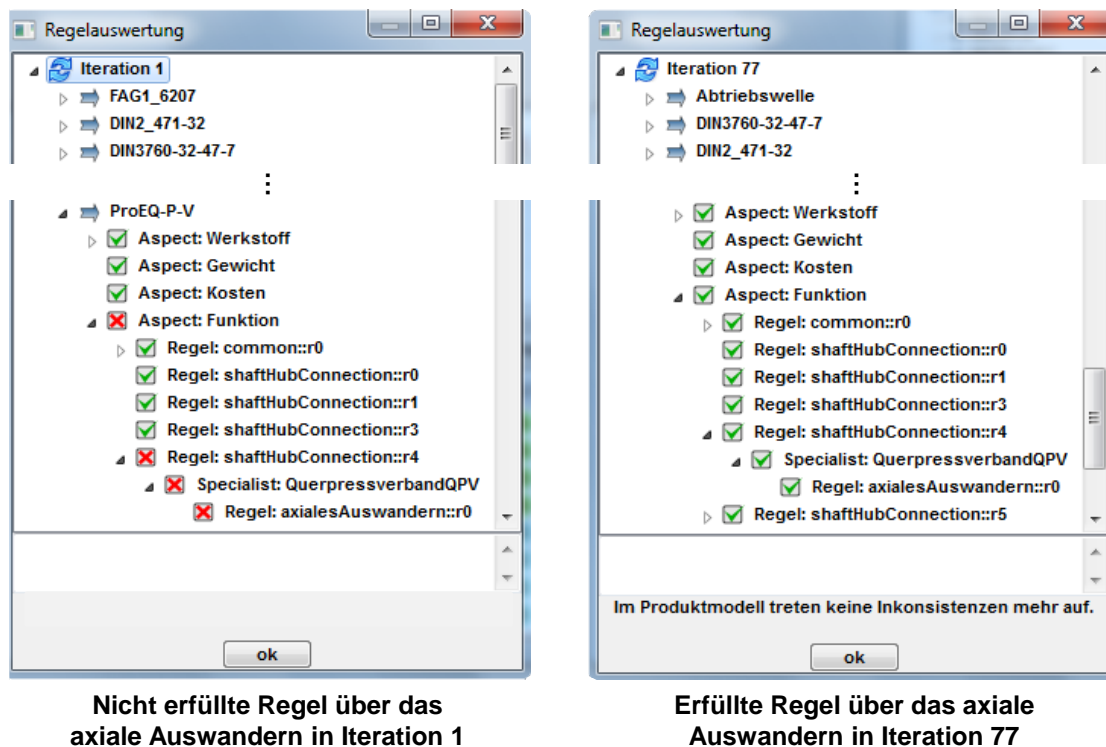 Regelauswertung
Iteration 1
FAG1_6207
DIN2_471-32
DIN3760-32-47-7
⋮
ProEQ-P-V
Aspect: Werkstoff
Aspect: Gewicht
Aspect: Kosten
Aspect: Funktion
Regel: common::r0
Regel: shaftHubConnection::r0
Regel: shaftHubConnection::r1
Regel: shaftHubConnection::r3
Regel: shaftHubConnection::r4
Specialist: QuerpressverbandQPV
Regel: axialesAuswandern::r0
ok
Nicht erfüllte Regel über das
axiale Auswandern in Iteration 1
Regelauswertung
Iteration 77
Abtriebswelle
DIN3760-32-47-7
DIN2_471-32
⋮
Aspect: Werkstoff
Aspect: Gewicht
Aspect: Kosten
Aspect: Funktion
Regel: common::r0
Regel: shaftHubConnection::r0
Regel: shaftHubConnection::r1
Regel: shaftHubConnection::r3
Regel: shaftHubConnection::r4
Specialist: QuerpressverbandQPV
Regel: axialesAuswandern::r0
Regel: shaftHubConnection::r5
Im Produktmodell treten keine Inkonsistenzen mehr auf.
ok
Erfüllte Regel über das axiale
Auswandern in Iteration 77